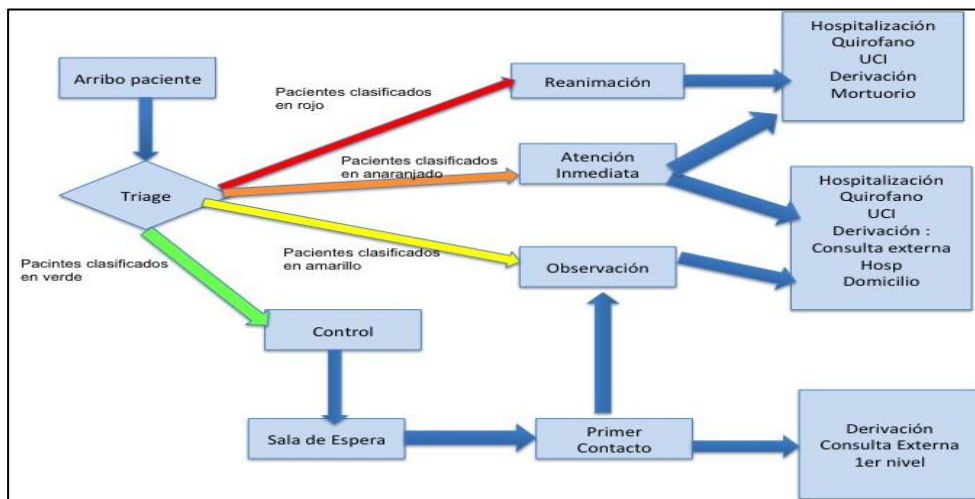 Arribo paciente
Triage
Pacientes clasificados
en rojo
Reanimación
Hospitalización
Quirofano
UCI
Derivación
Mortuorio
Pacientes clasificados
en anaranjado
Atención
Inmediata
Hospitalización
Quirofano
UCI
Derivación :
Consulta externa
Hosp
Domicilio
Pacientes clasificados
en amarillo
Observación
Pacintes clasificados
en verde
Control
Sala de Espera
Primer
Contacto
Derivación
Consulta Externa
1er nivel